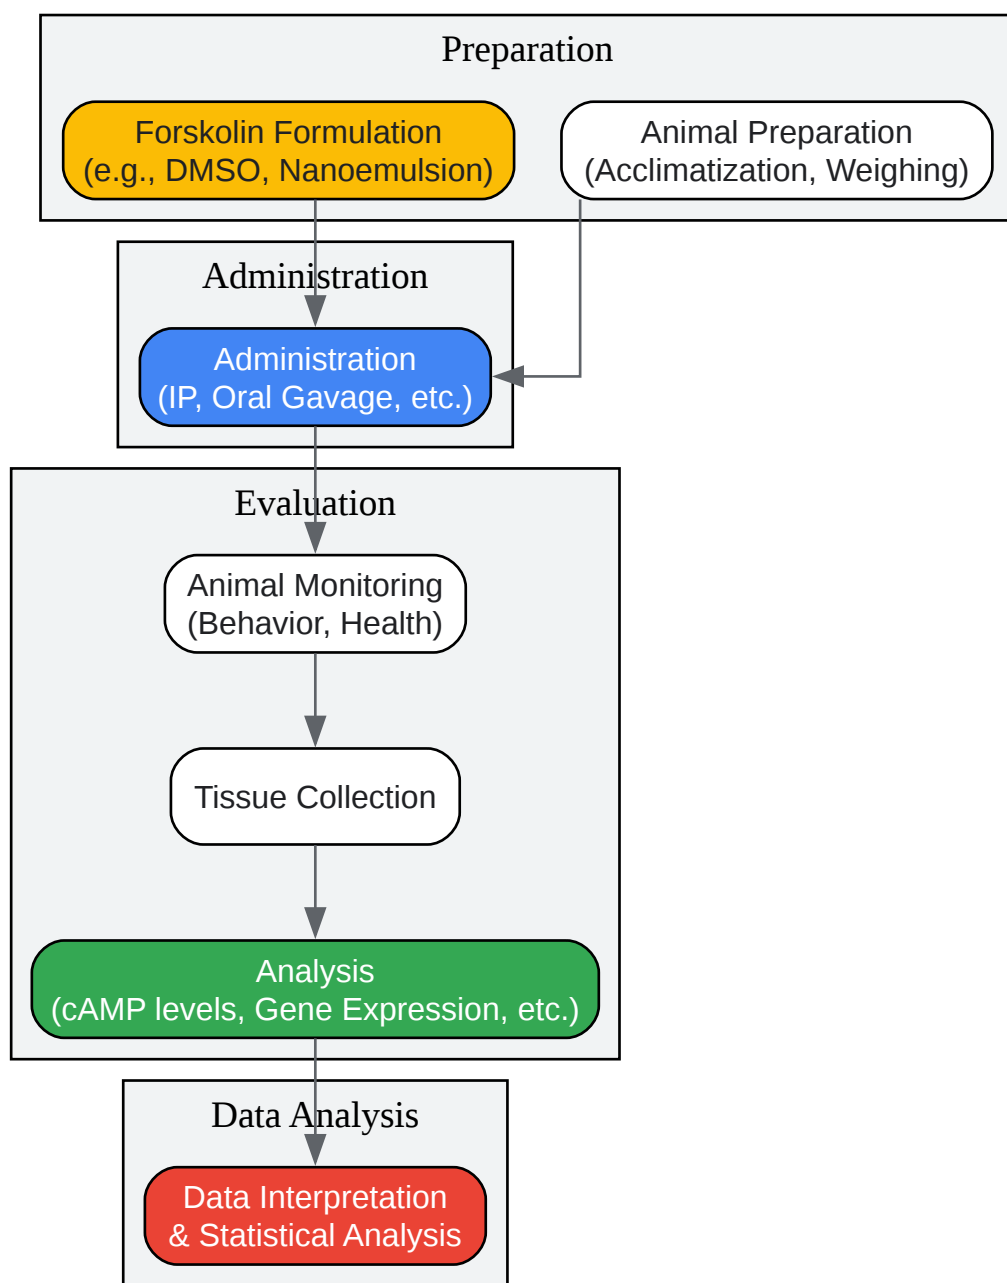 Preparation
Forskolin Formulation
(e.g., DMSO, Nanoemulsion)
Animal Preparation
(Acclimatization, Weighing)
Administration
Administration
(IP, Oral Gavage, etc.)
Evaluation
Animal Monitoring
(Behavior, Health)
Tissue Collection
Analysis
(cAMP levels, Gene Expression, etc.)
Data Analysis
Data Interpretation
& Statistical Analysis